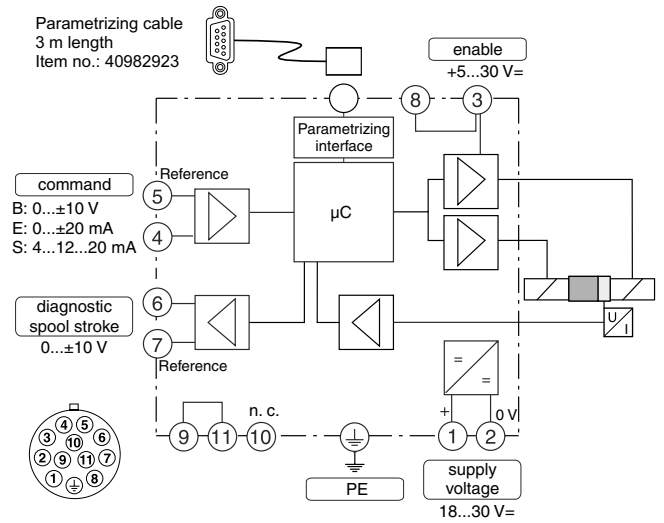 Parametrizing cable
3 m length
Item no.: 40982923
enable
+5...30 V=
8
3
Parametrizing
interface
command
B: 0...±10 V
E: 0...±20 mA
S: 4...12...20 mA
Reference
5
4
µC
diagnostic
spool stroke
0...±10 V
6
7
Reference
U
I
=
=
+
0 V
n. c.
9
11
10
1
2
PE
supply
voltage
18...30 V=
4
5
3
10
6
2
9
11
7
1
8